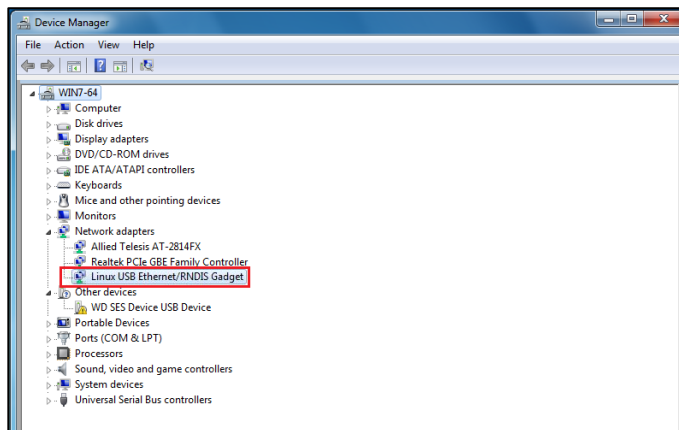 Device Manager
File Action View Help
WIN7-64
Computer
Disk drives
Display adapters
DVD/CD-ROM drives
IDE ATA/ATAPI controllers
Keyboards
Mice and other pointing devices
Monitors
Network adapters
Allied Telesis AT-2814FX
Realtek PCIe GBE Family Controller
Linux USB Ethernet/RNDIS Gadget
Other devices
WD SES Device USB Device
Portable Devices
Ports (COM & LPT)
Processors
Sound, video and game controllers
System devices
Universal Serial Bus controllers